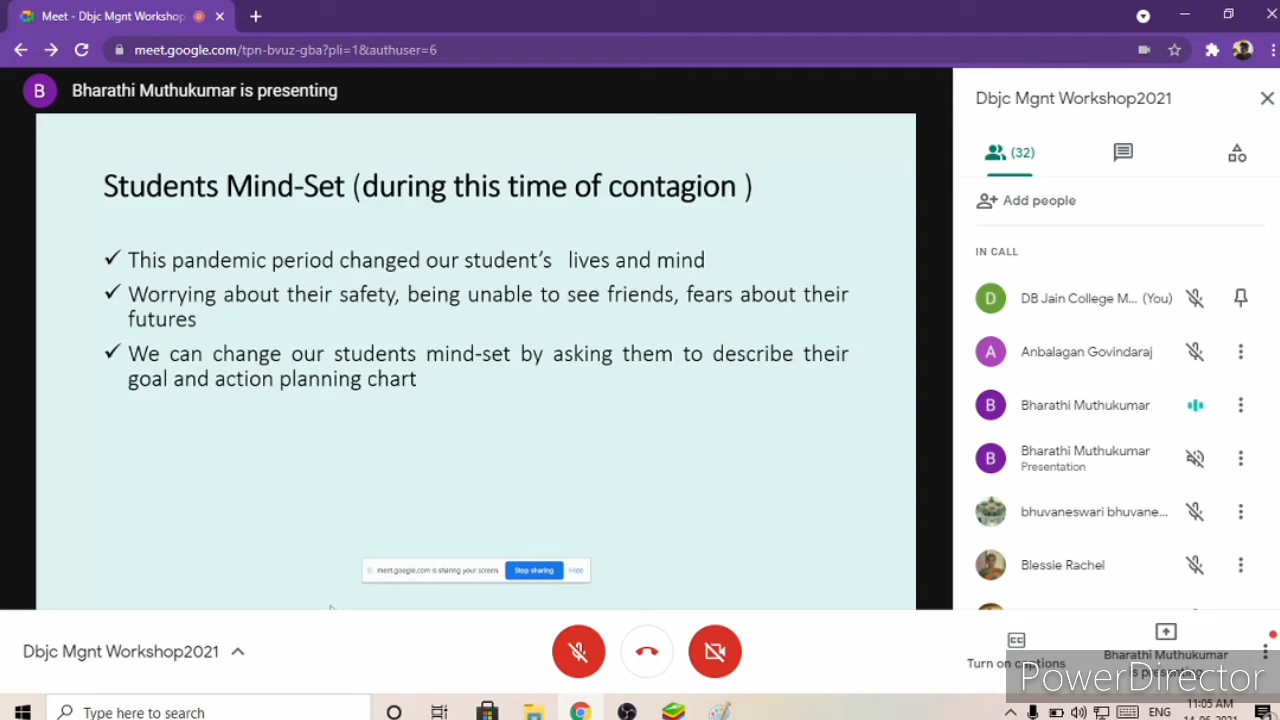 Meet - Dbjc Mgnt Workshop
meet.google.com/tpn-bvuz-gba?pli=1&authuser=6
B
Bharathi Muthukumar is presenting
Students Mind-Set (during this time of contagion )
This pandemic period changed our student's lives and mind
Worrying about their safety, being unable to see friends, fears about their
futures
We can change our students mind-set by asking them to describe their
goal and action planning chart
meet.google.com is sharing your screen.
Stop sharing
Hide
Dbjc Mgnt Workshop2021
(32)
Add people
IN CALL
D
DB Jain College M... (You)
A
Anbalagan Govindaraj
B
Bharathi Muthukumar
B
Bharathi Muthukumar
Presentation
bhuvaneswari bhuvane...
Blessie Rachel
Dbjc Mgnt Workshop2021
CC
Turn on captions
Bharathi Muthukumar
is presenting
PowerDirector
Type here to search
ENG
11:05 AM